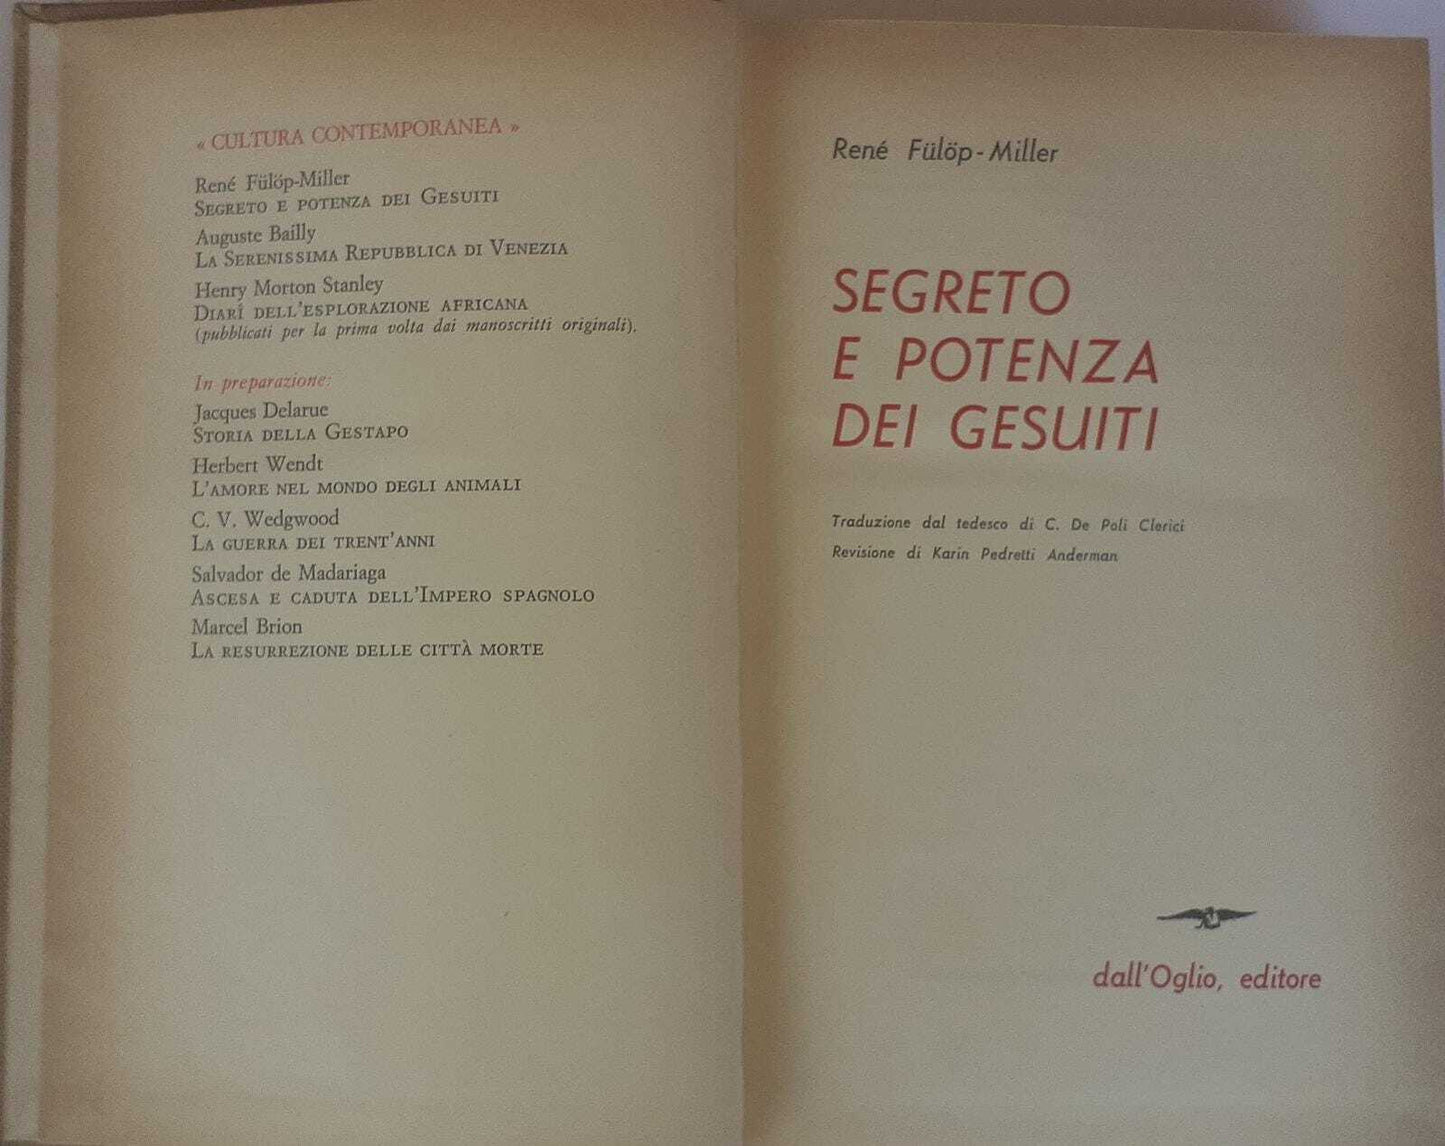 « CULTURA CONTEMPORANEA »
René Fülöp-Miller
SEGRETO E POTENZA DEI GESUITI
Auguste Bailly
LA SERENISSIMA REPUBBLICA DI VENEZIA
Henry Morton Stanley
DIARÎ DELL'ESPLORAZIONE AFRICANA
(pubblicati per la prima volta dai manoscritti originali).
In preparazione:
Jacques Delarue
STORIA DELLA GESTAPO
Herbert Wendt
L'AMORE NEL MONDO DEGLI ANIMALI
C. V. Wedgwood
LA GUERRA DEI TRENT'ANNI
Salvador de Madariaga
ASCESA E CADUTA DELL'IMPERO SPAGNOLO
Marcel Brion
LA RESURREZIONE DELLE CITTÀ MORTE
René Fülöp-Miller
SEGRETO
E POTENZA
DEI GESUITI
Traduzione dal tedesco di C. De Poli Clerici
Revisione di Karin Pedretti Anderman
dall'Oglio, editore